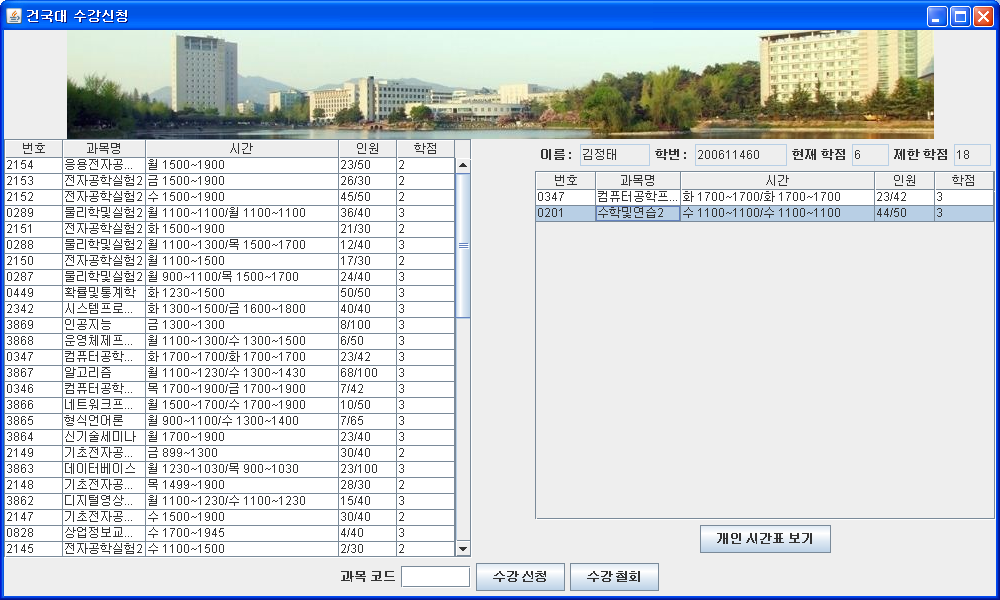 건국대 수강신청
번호 과목명 시간 인원 학점
2154 응용전자공... 월 1500~1900 23/50 2
2153 전자공학실험2 금 1500~1900 26/30 2
2152 전자공학실험2 수 1500~1900 45/50 2
0289 물리학및실험2 월 1100~1100/월 1100~1100 36/40 3
2151 전자공학실험2 화 1500~1900 21/30 2
0288 물리학및실험2 월 1100~1300/목 1500~1700 12/40 3
2150 전자공학실험2 월 1100~1500 17/30 2
0287 물리학및실험2 월 900~1100/목 1500~1700 24/40 3
0449 확률및통계학 화 1230~1500 50/50 3
2342 시스템프로... 화 1300~1500/금 1600~1800 40/40 3
3869 인공지능 금 1300~1300 8/100 3
3868 운영체제프... 월 1100~1300/수 1300~1500 6/50 3
0347 컴퓨터공학... 화 1700~1700/화 1700~1700 23/42 3
3867 알고리즘 월 1100~1230/수 1300~1430 68/100 3
0346 컴퓨터공학... 목 1700~1900/금 1700~1900 7/42 3
3866 네트워크프... 월 1500~1700/수 1700~1900 10/50 3
3865 형식언어론 월 900~1100/수 1300~1400 7/65 3
3864 신기술세미나 월 1700~1900 23/40 3
2149 기초전자공... 금 899~1300 30/40 2
3863 데이터베이스 월 1230~1030/목 900~1030 23/100 3
2148 기초전자공... 목 1499~1900 28/30 2
3862 디지털영상... 월 1100~1230/수 1100~1230 15/40 3
2147 기초전자공... 수 1500~1900 30/40 2
0828 상업정보교... 수 1700~1945 4/40 3
2145 전자공학실험2 수 1100~1500 2/30 2
이름 : 김정태 학번 : 200611460 현재 학점 6 제한 학점 18
번호 과목명 시간 인원 학점
0347 컴퓨터공학프... 화 1700~1700/화 1700~1700 23/42 3
0201 수학및연습2 수 1100~1100/수 1100~1100 44/50 3
개인 시간표 보기
과목 코드 수강 신청 수강 철회